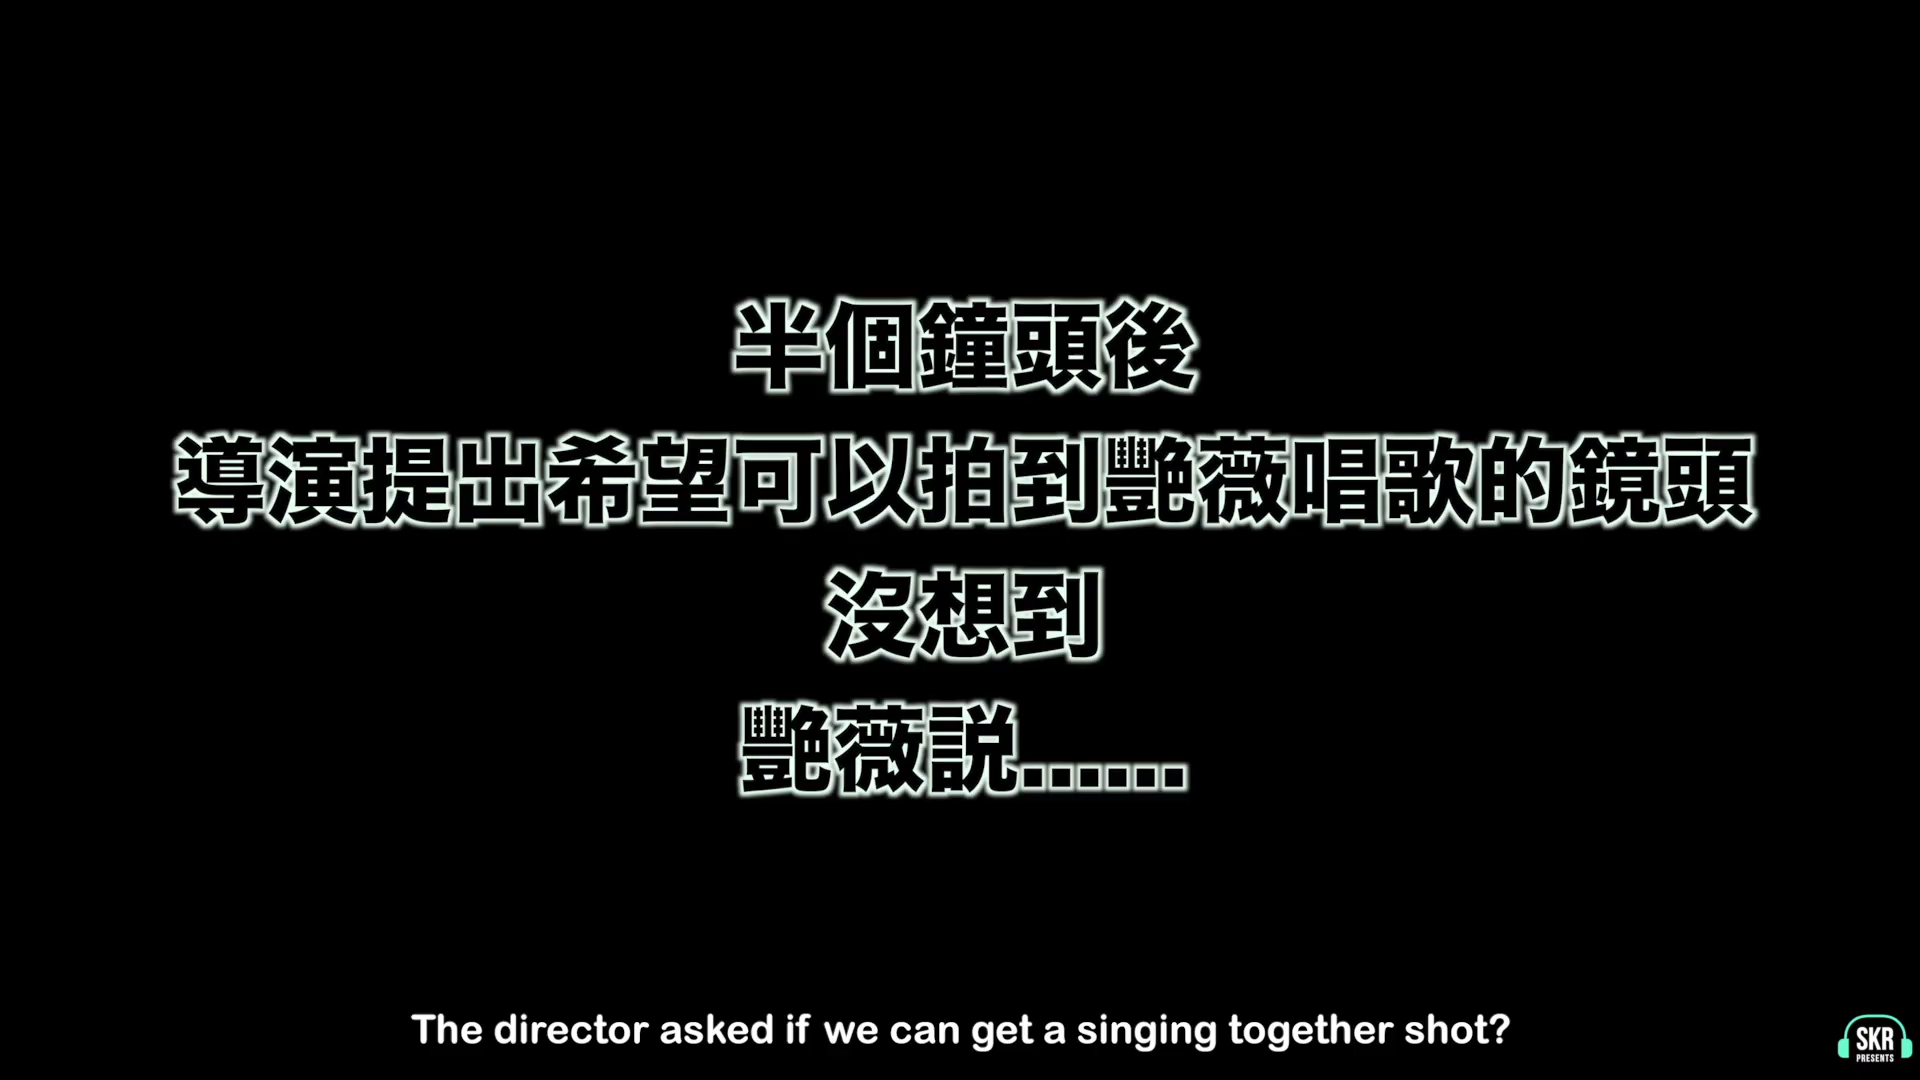 半個鐘頭後
導演提出希望可以拍到艷薇唱歌的鏡頭
沒想到
艷薇説......
The director asked if we can get a singing together shot?
SKR
PRESENTS